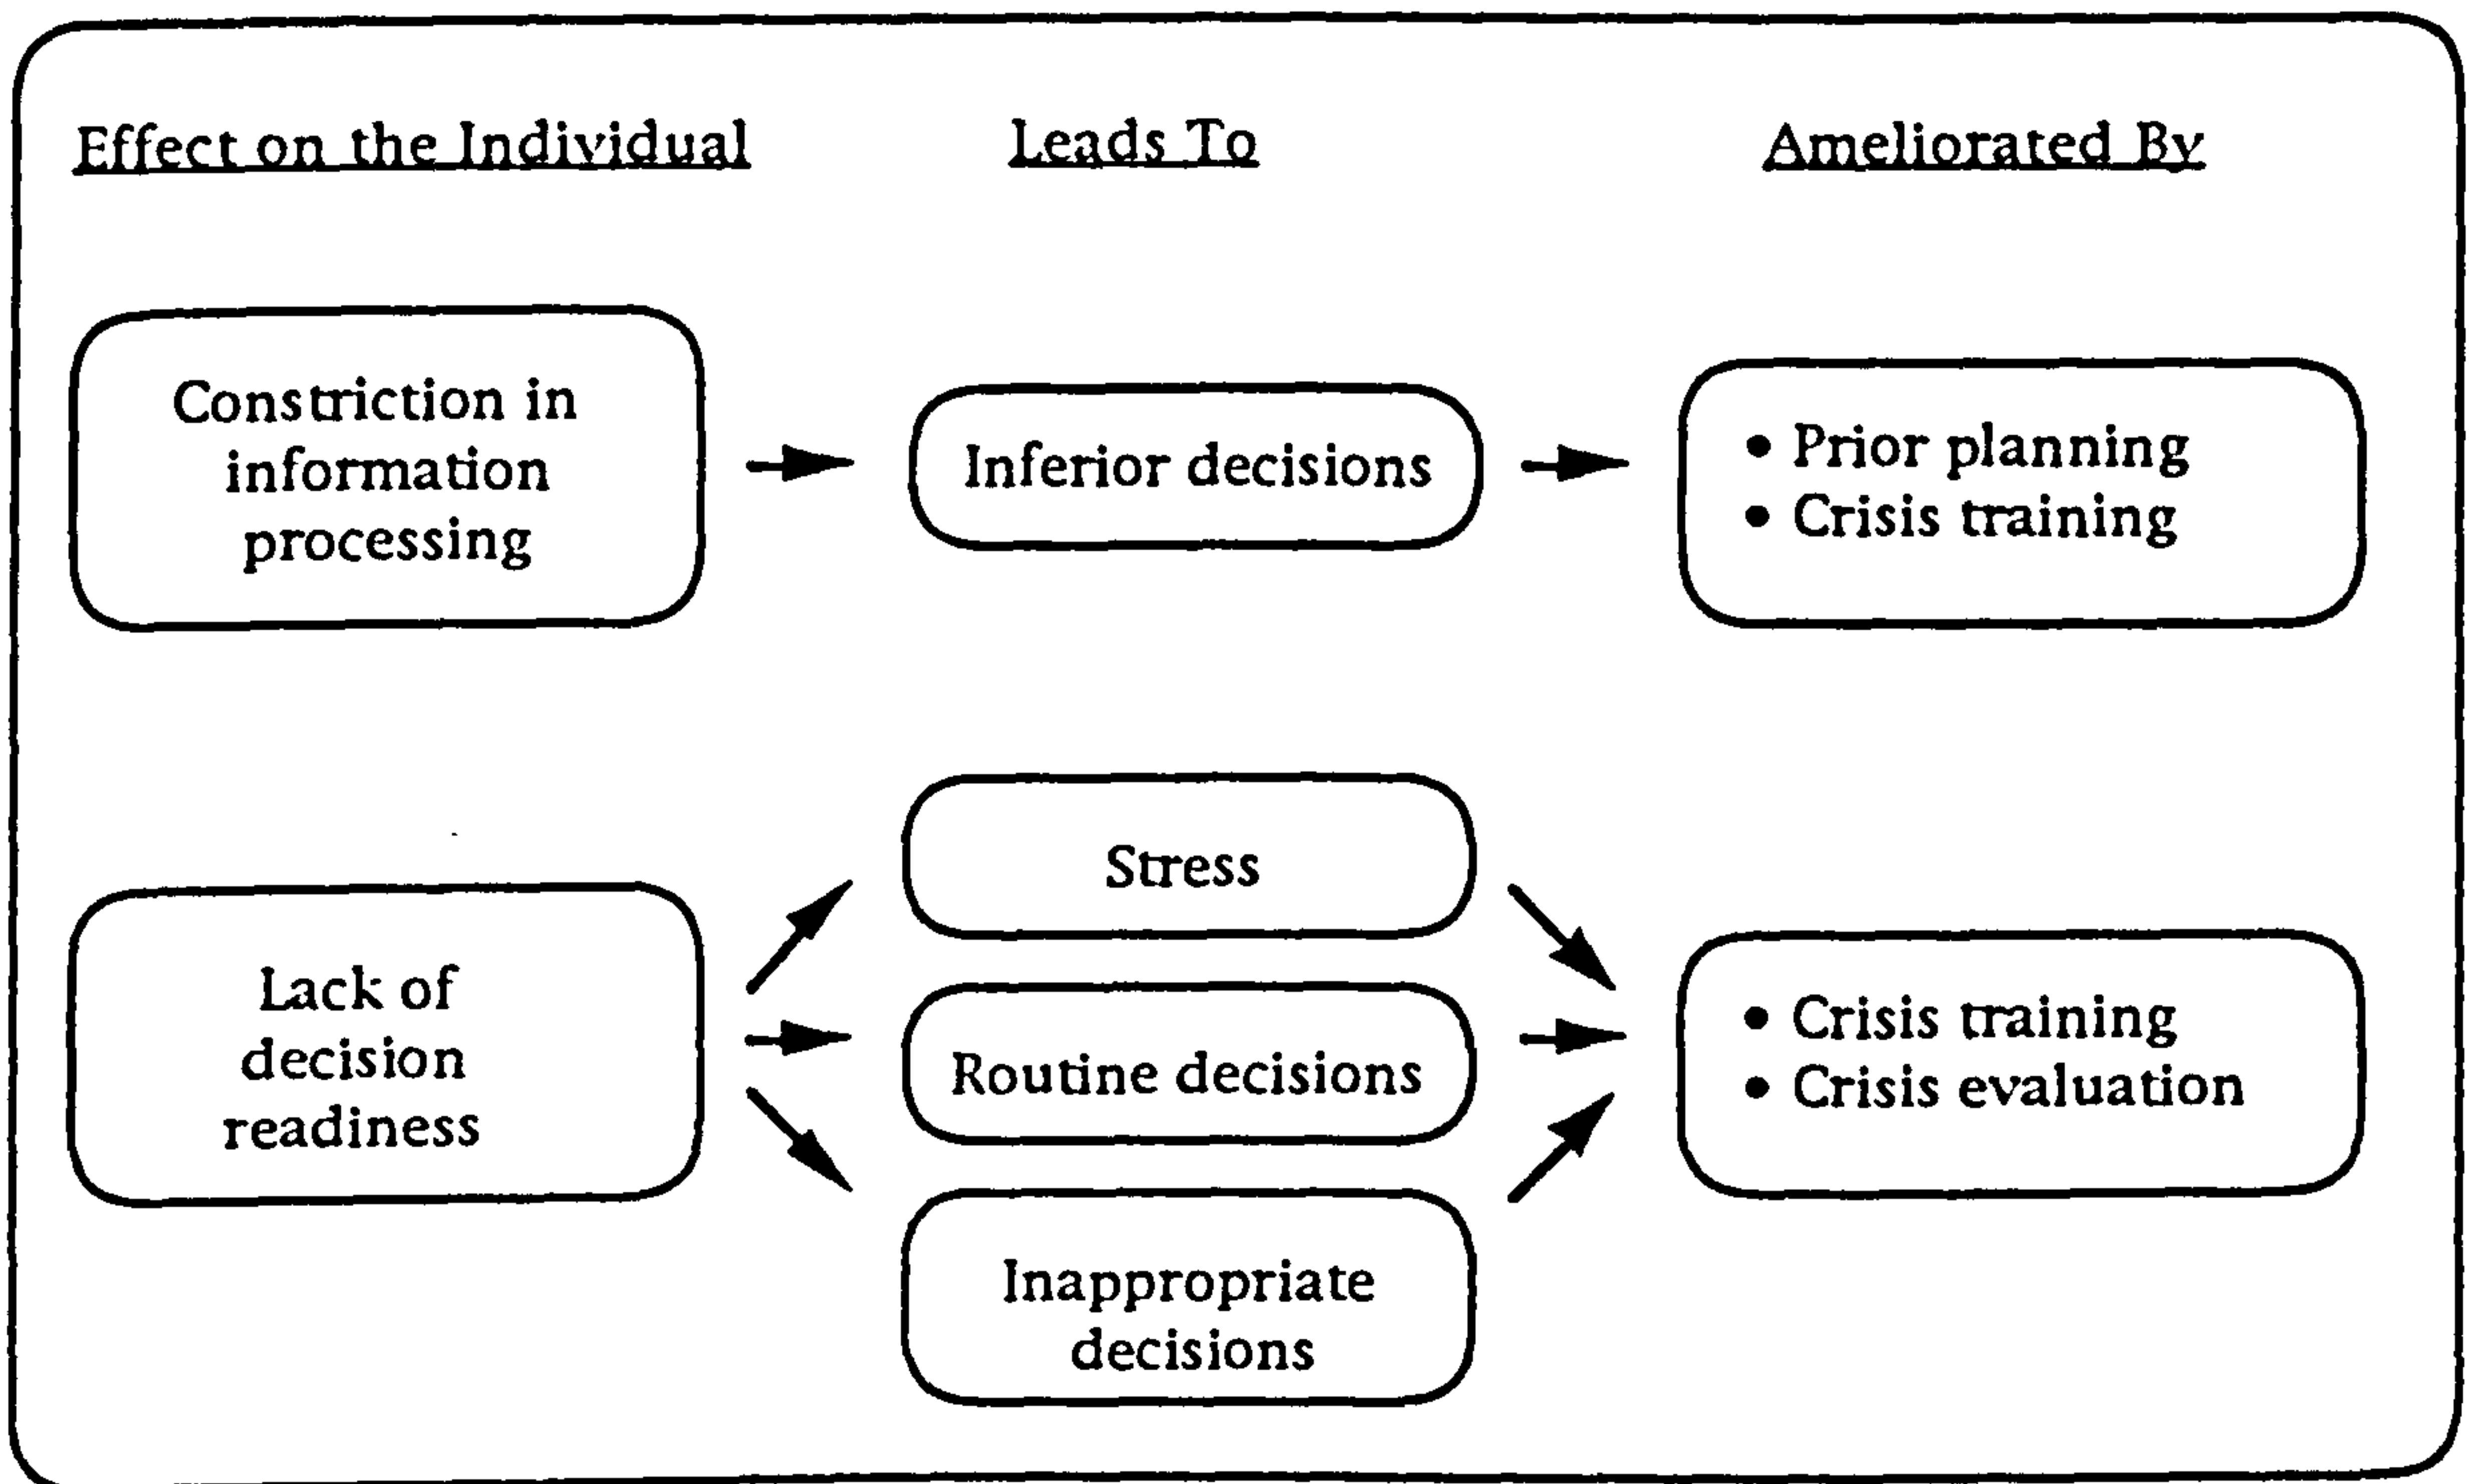 Effect on the Individual
Leads To
Ameliorated By
Constriction in
information
processing
Inferior decisions
• Prior planning
• Crisis training
Lack of
decision
readiness
Stress
Routine decisions
Inappropriate
decisions
• Crisis training
• Crisis evaluation